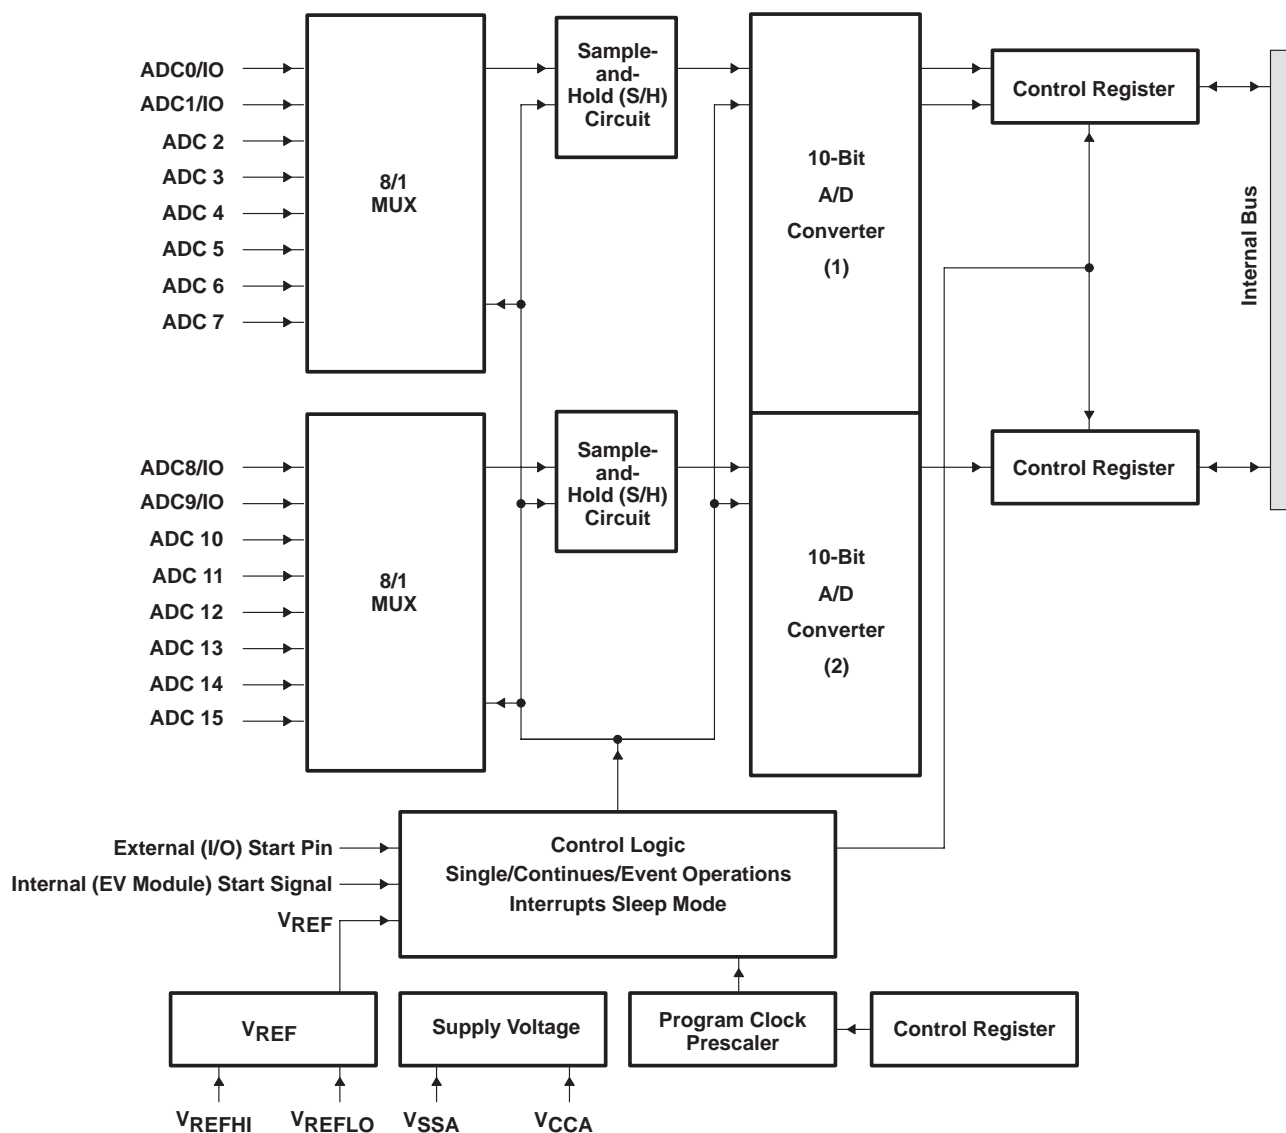 ADC0/IO
ADC1/IO
ADC 2
ADC 3
ADC 4
ADC 5
ADC 6
ADC 7
8/1
MUX
Sample-
and-
Hold (S/H)
Circuit
10-Bit
A/D
Converter
(1)
Control Register
Internal Bus
ADC8/IO
ADC9/IO
ADC 10
ADC 11
ADC 12
ADC 13
ADC 14
ADC 15
8/1
MUX
Sample-
and-
Hold (S/H)
Circuit
10-Bit
A/D
Converter
(2)
Control Register
External (I/O) Start Pin
Internal (EV Module) Start Signal
VREF
Control Logic
Single/Continues/Event Operations
Interrupts Sleep Mode
VREF
Supply Voltage
Program Clock
Prescaler
Control Register
VREFHI
VREFLO
VSSA
VCCA